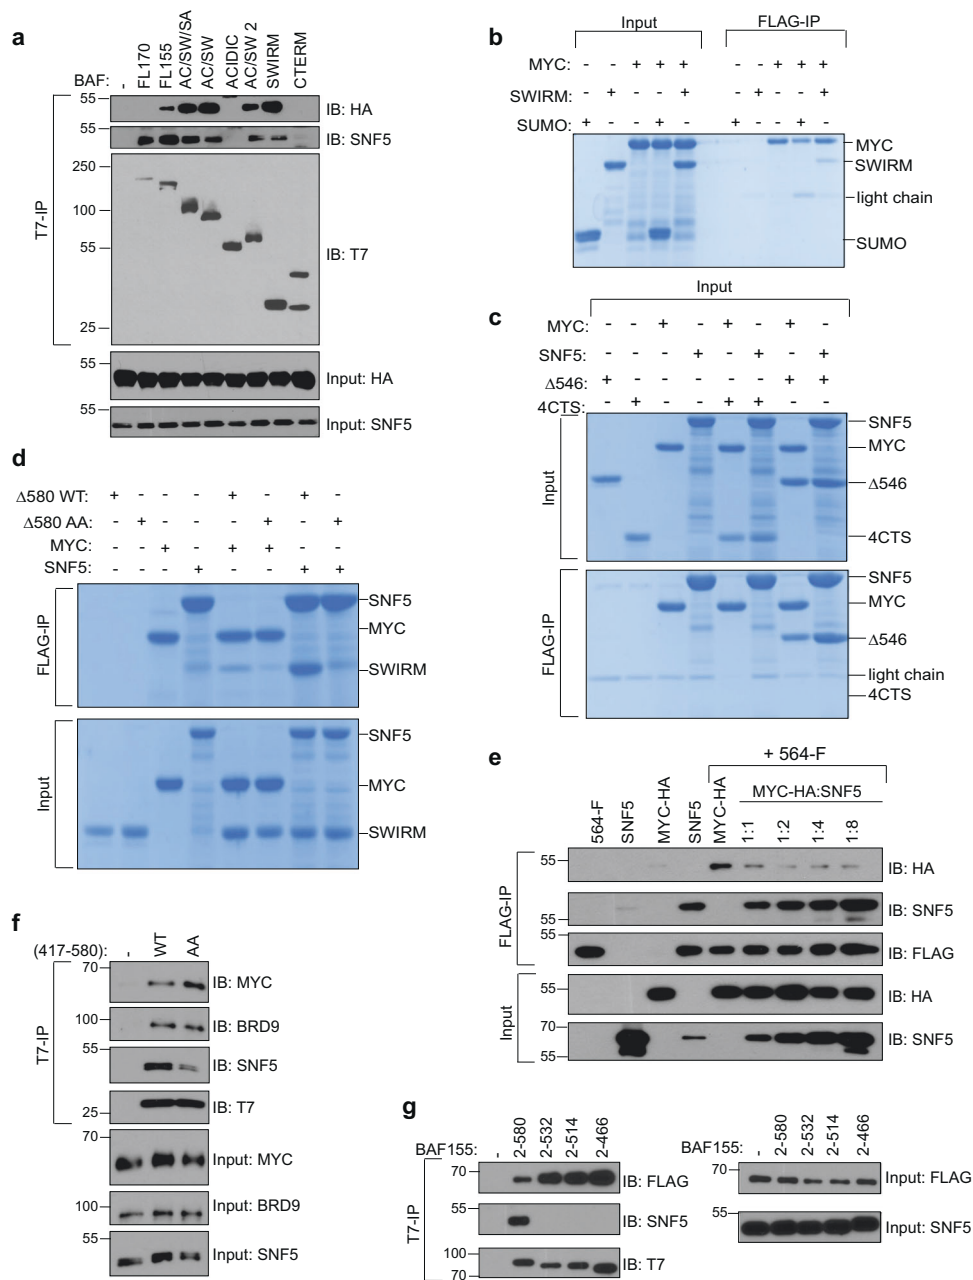 a
BAF: - FL170 FL155 AC/SW/SA AC/SW ACIDIC AC/SW 2 SWIRM CTERM
T7-IP
55 IB: HA
55 IB: SNF5
250
100
55 IB: T7
25
55 Input: HA
55 Input: SNF5
b
Input FLAG-IP
MYC: - - + + + - - + + +
SWIRM: - + - - + - + - - +
SUMO: + - - + - + - - + -
MYC
SWIRM
light chain
SUMO
c
Input
MYC: - - + - + - + -
SNF5: - - - + - + - +
Δ546: + - - - - - + +
4CTS: - + - - + + - -
Input
SNF5
MYC
Δ546
4CTS
FLAG-IP
SNF5
MYC
Δ546
light chain
4CTS
d
Δ580 WT: + - - - + - + -
Δ580 AA: - + - - - + - +
MYC: - - + - + + - -
SNF5: - - - + - - + +
FLAG-IP
SNF5
MYC
SWIRM
Input
SNF5
MYC
SWIRM
e
+ 564-F
MYC-HA:SNF5
564-F SNF5 MYC-HA SNF5 MYC-HA 1:1 1:2 1:4 1:8
FLAG-IP
55 IB: HA
55 IB: SNF5
55 IB: FLAG
Input
55 IB: HA
70
55 IB: SNF5
f
(417-580): - WT AA
T7-IP
70 IB: MYC
100 IB: BRD9
55 IB: SNF5
25 IB: T7
70 Input: MYC
100 Input: BRD9
55 Input: SNF5
g
BAF155: - 2-580 2-532 2-514 2-466
T7-IP
70 IB: FLAG
55 IB: SNF5
100
70 IB: T7
BAF155: - 2-580 2-532 2-514 2-466
70 Input: FLAG
55 Input: SNF5